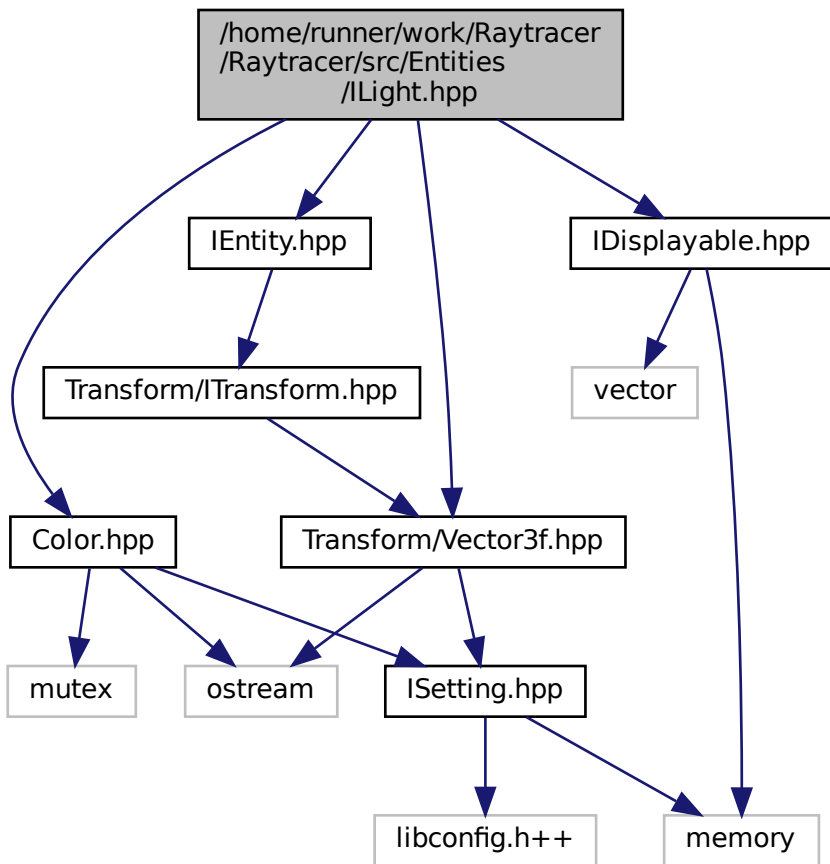 /home/runner/work/Raytracer
/Raytracer/src/Entities
/ILight.hpp
IEntity.hpp
IDisplayable.hpp
Transform/ITransform.hpp
vector
Color.hpp
Transform/Vector3f.hpp
mutex
ostream
ISetting.hpp
libconfig.h++
memory